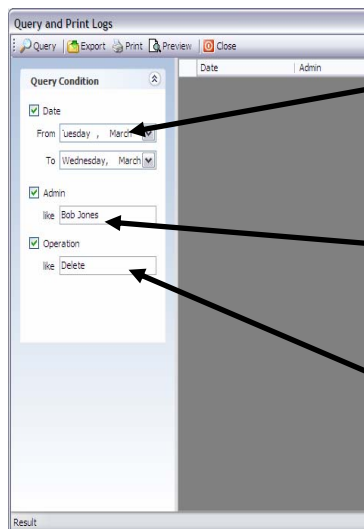 Query and Print Logs
Query Export Print Preview Close
Date Admin
Query Condition
Date
From Tuesday , March
To Wednesday, March
Admin
like Bob Jones
Operation
like Delete
Result